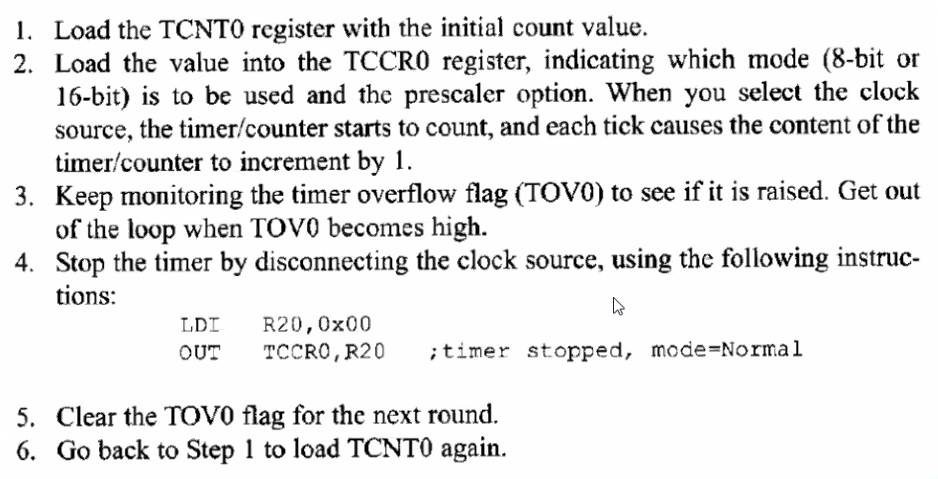 1. Load the TCNT0 register with the initial count value.
2. Load the value into the TCCR0 register, indicating which mode (8-bit or
16-bit) is to be used and the prescaler option. When you select the clock
source, the timer/counter starts to count, and each tick causes the content of the
timer/counter to increment by 1.
3. Keep monitoring the timer overflow flag (TOV0) to see if it is raised. Get out
of the loop when TOV0 becomes high.
4. Stop the timer by disconnecting the clock source, using the following instruc-
tions:
LDI R20,0x00
OUT TCCR0,R20 ;timer stopped, mode=Normal
5. Clear the TOV0 flag for the next round.
6. Go back to Step 1 to load TCNT0 again.